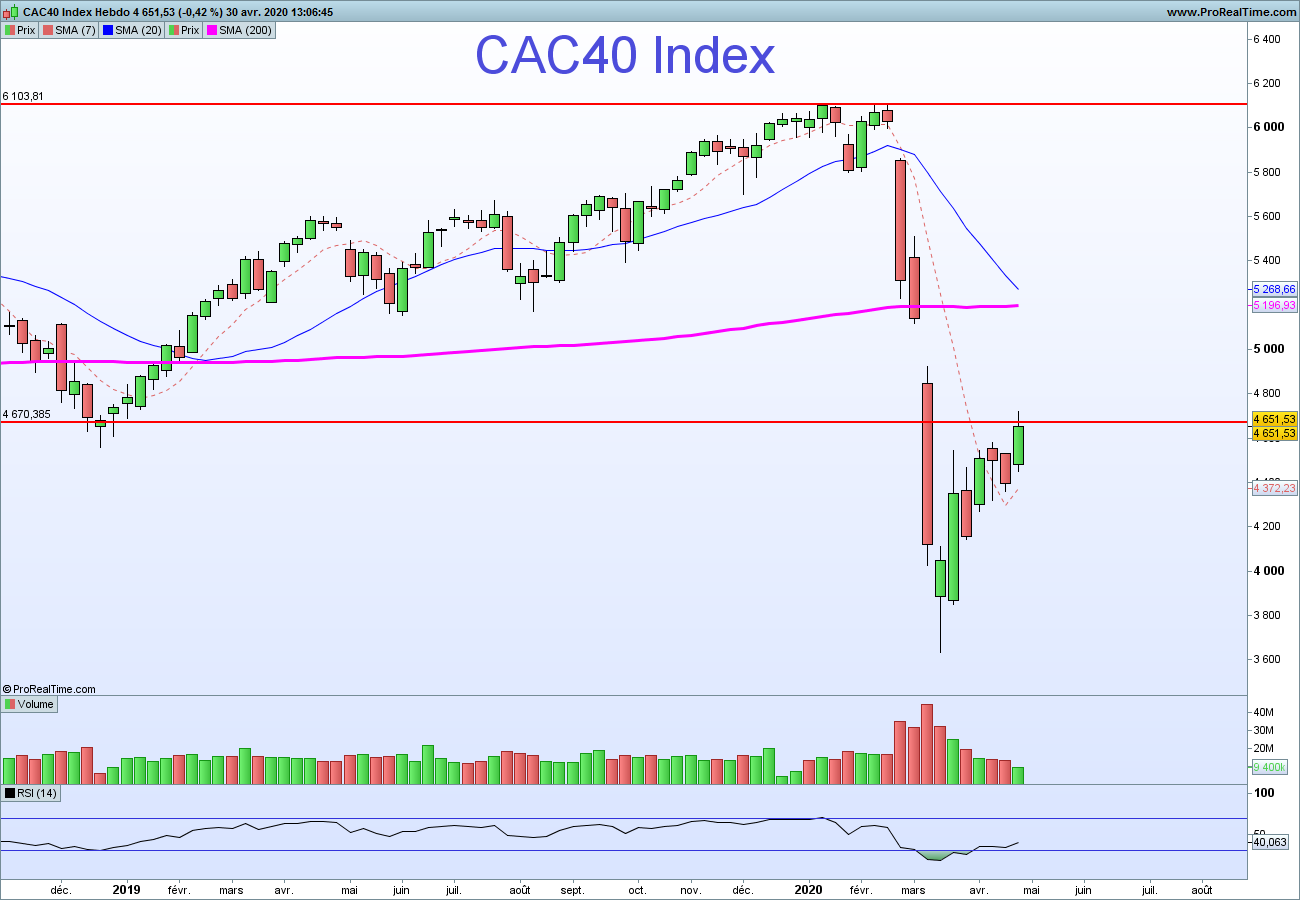 CAC40 Index Hebdo 4 651,53 (-0,42 %) 30 avr. 2020 13:06:45 www.ProRealTime.com
Prix SMA (7) SMA (20) Prix SMA (200)
CAC40 Index
6 400
6 200
6 103,81
6 000
5 800
5 600
5 400
5.268,66
5.196,93
5 000
4 800
4 670,385
4 651,53
4 651,53
4.372,23
4 200
4 000
3 800
3 600
© ProRealTime.com
Volume
40M
30M
20M
9 400k
RSI (14)
100
50
40,063
déc. 2019 févr. mars avr. mai juin juil. août sept. oct. nov. déc. 2020 févr. mars avr. mai juin juil. août